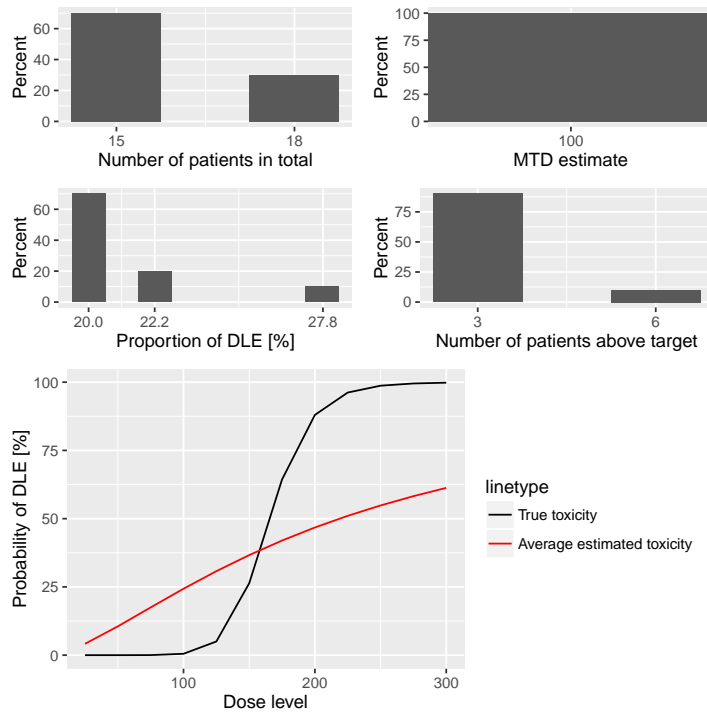 Percent
60
40
20
0
15
18
Number of patients in total
Percent
100
75
50
25
0
100
MTD estimate
Percent
60
40
20
0
20.0
22.2
27.8
Proportion of DLE [%]
Percent
75
50
25
0
3
6
Number of patients above target
Probability of DLE [%]
100
75
50
25
0
100
200
300
Dose level
linetype
True toxicity
Average estimated toxicity